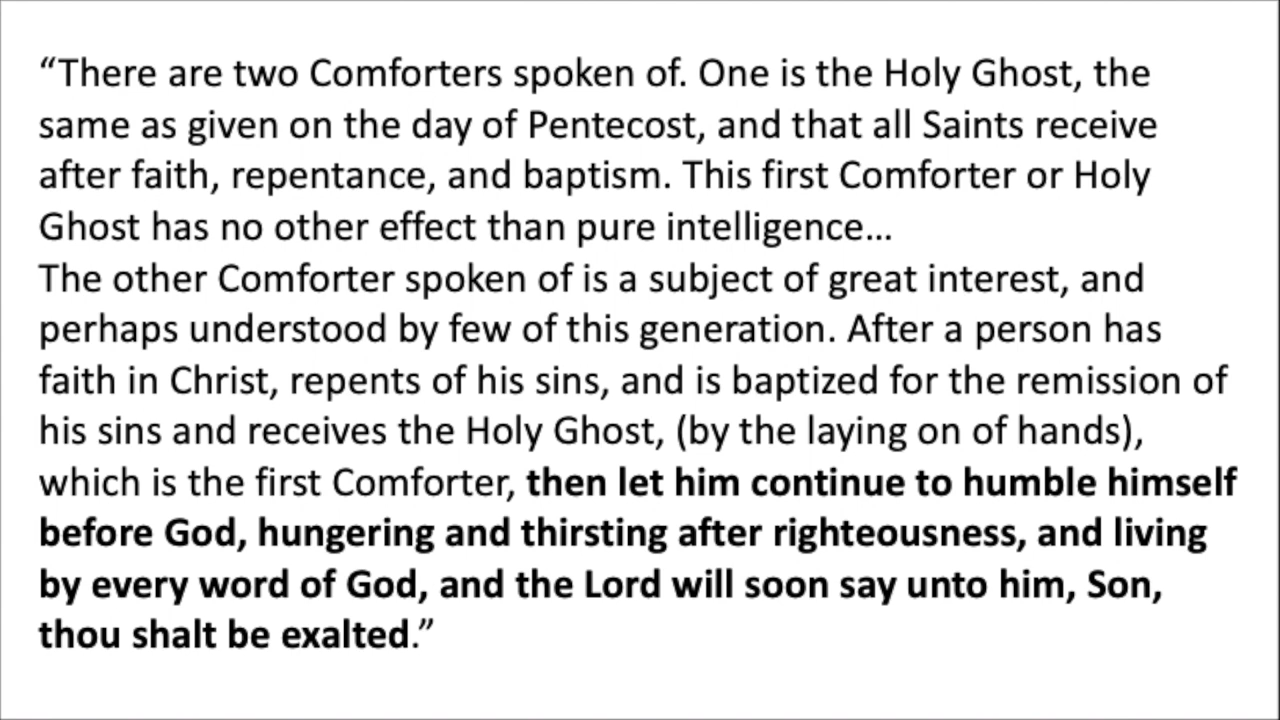 “There are two Comforters spoken of. One is the Holy Ghost, the
same as given on the day of Pentecost, and that all Saints receive
after faith, repentance, and baptism. This first Comforter or Holy
Ghost has no other effect than pure intelligence…
The other Comforter spoken of is a subject of great interest, and
perhaps understood by few of this generation. After a person has
faith in Christ, repents of his sins, and is baptized for the remission of
his sins and receives the Holy Ghost, (by the laying on of hands),
which is the first Comforter, then let him continue to humble himself
before God, hungering and thirsting after righteousness, and living
by every word of God, and the Lord will soon say unto him, Son,
thou shalt be exalted.”